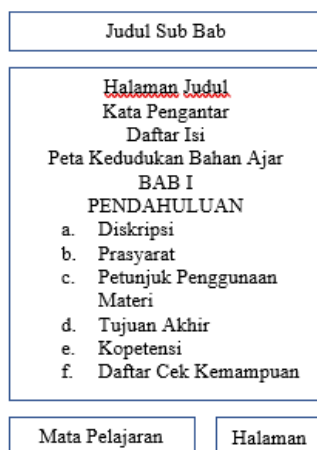 Judul Sub Bab
Halaman Judul
Kata Pengantar
Daftar Isi
Peta Kedudukan Bahan Ajar
BAB I
PENDAHULUAN
a. Diskripsi
b. Prasyarat
c. Petunjuk Penggunaan
Materi
d. Tujuan Akhir
e. Kopetensi
f. Daftar Cek Kemampuan
Mata Pelajaran
Halaman